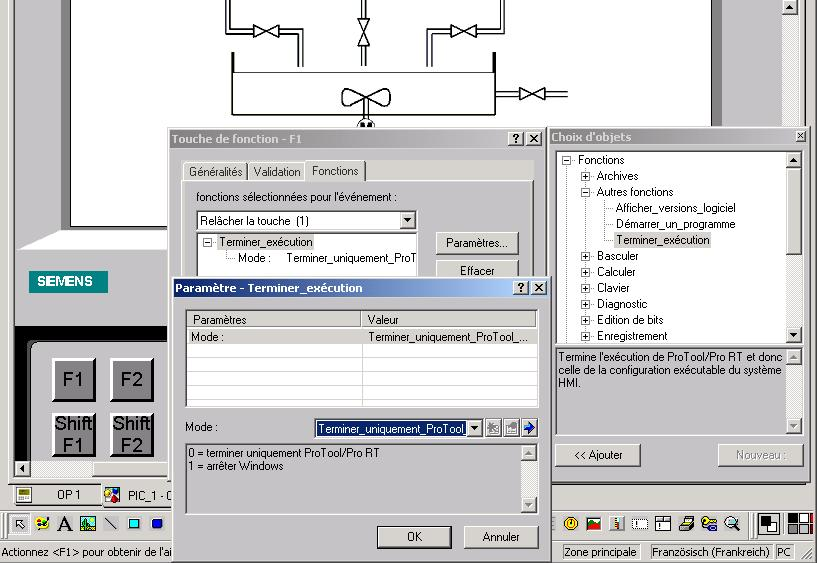 Touche de fonction - F1
Généralités Validation Fonctions
fonctions sélectionnées pour l'événement :
Relâcher la touche (1)
Terminer_exécution
Mode : Terminer_uniquement_ProT
Paramètres...
Effacer
Choix d'objets
Fonctions
Archives
Autres fonctions
Afficher_versions_logiciel
Démarrer_un_programme
Terminer_exécution
Basculer
Calculer
Clavier
Diagnostic
Edition de bits
Enregistrement
Termine l'exécution de ProTool/Pro RT et donc
celle de la configuration exécutable du système
HMI.
<< Ajouter
Nouveau :
SIEMENS
F1 F2
Shift F1
Shift F2
Paramètre - Terminer_exécution
Paramètres Valeur
Mode : Terminer_uniquement_ProTool_...
Mode : Terminer_uniquement_ProTool_
0 = terminer uniquement ProTool/Pro RT
1 = arrêter Windows
OK Annuler
OP 1 PIC_1 - C
A
Actionnez <F1> pour obtenir de l'ai
Zone principale Französisch (Frankreich) PC